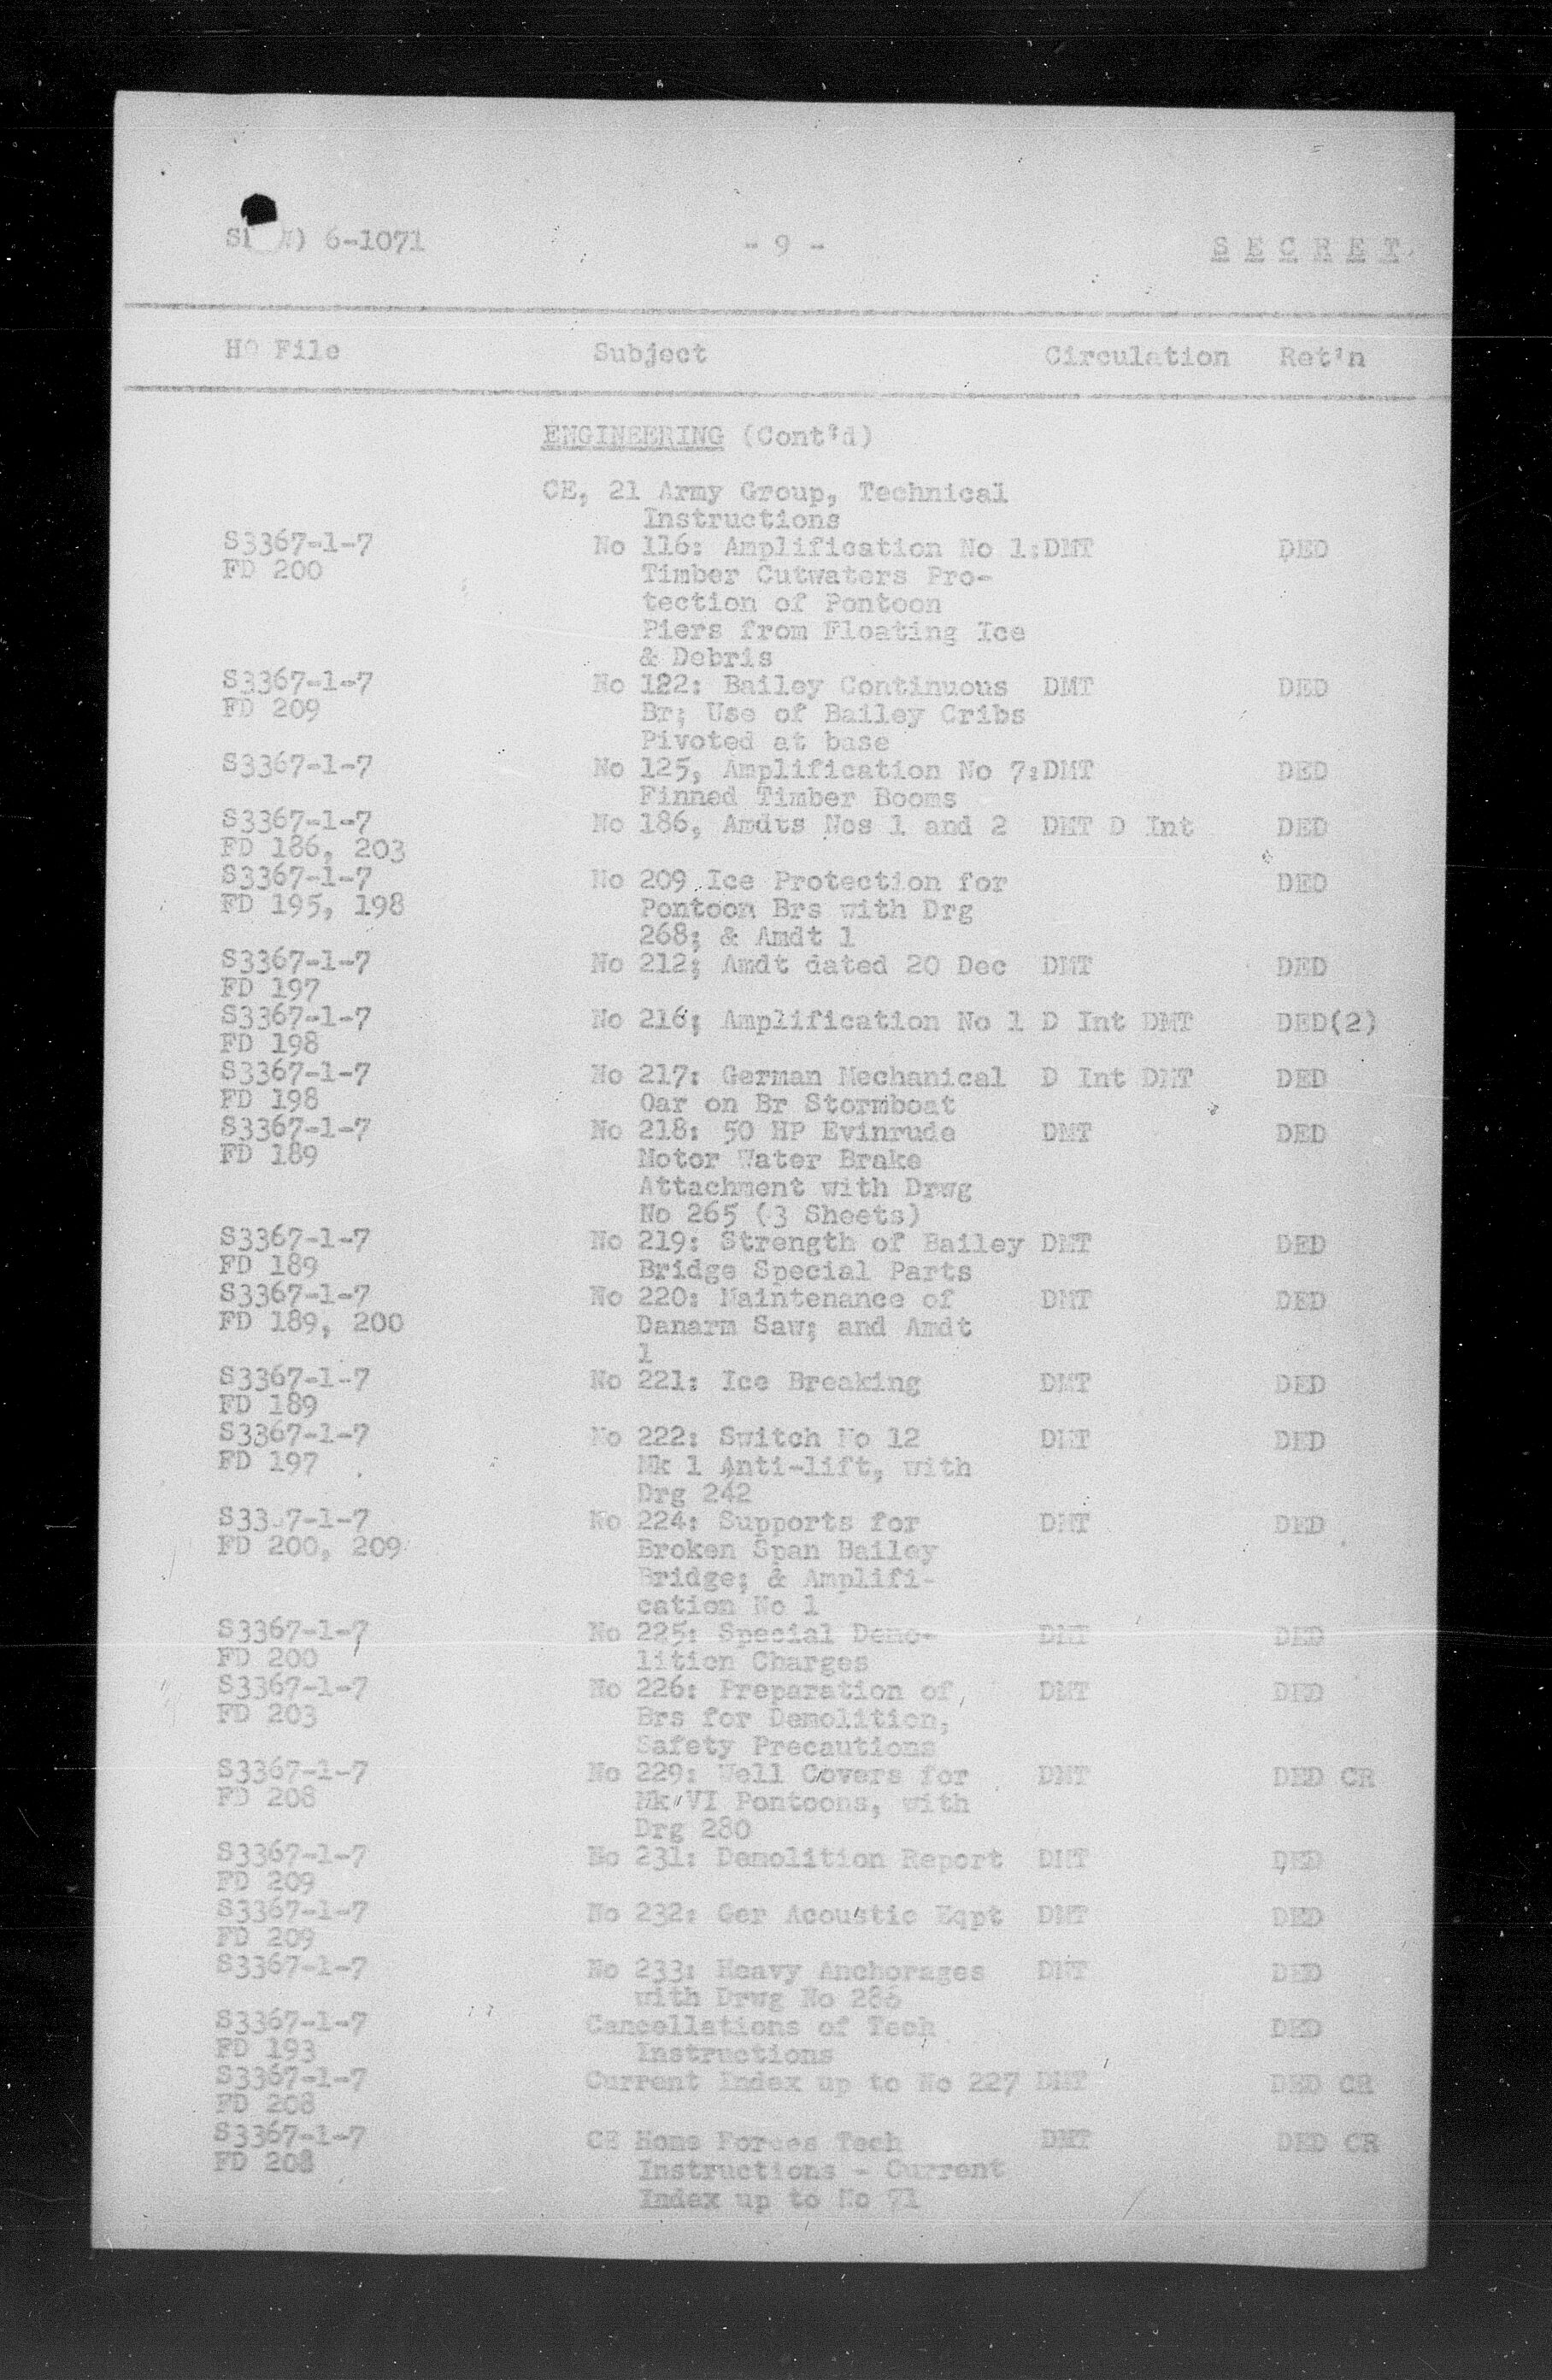 6-1071 - 9 - S E C R E T
HQ File Subject Circulation Ret'n
ENGINEERING (Cont'd)
CE, 21 Army Group, Technical
Instructions
S3367-1-7 No 116: Amplification No 1: DMT DED
FD 200 Timber Cutwaters Pro-
tection of Pontoon
Piers from Floating Ice
& Debris
S3367-1-7 No 122: Bailey Continuous DMT DED
FD 209 Br; Use of Bailey Cribs
Pivoted at base
S3367-1-7 No 125, Amplification No 7: DMT DED
Finned Timber Booms
S3367-1-7 No 186, Amdts Nos 1 and 2 DMT D Int DED
FD 186, 203
S3367-1-7 No 209 Ice Protection for DED
FD 195, 198 Pontoon Brs with Drg
268; & Amdt 1
S3367-1-7 No 212; Amdt dated 20 Dec DMT DED
FD 197
S3367-1-7 No 216; Amplification No 1 D Int DMT DED(2)
FD 198
S3367-1-7 No 217: German Mechanical D Int DMT DED
FD 198 Oar on Br Stormboat
S3367-1-7 No 218: 50 HP Evinrude DMT DED
FD 189 Motor Water Brake
Attachment with Drwg
No 265 (3 Sheets)
S3367-1-7 No 219: Strength of Bailey DMT DED
FD 189 Bridge Special Parts
S3367-1-7 No 220: Maintenance of DMT DED
FD 189, 200 Danarm Saw; and Amdt
1
S3367-1-7 No 221: Ice Breaking DMT DED
FD 189
S3367-1-7 No 222: Switch No 12 DMT DED
FD 197 Mk 1 Anti-lift, with
Drg 242
S3367-1-7 No 224: Supports for DMT DED
FD 200, 209 Broken Span Bailey
Bridge; & Amplifi-
cation No 1
S3367-1-7 No 225: Special Demo- DMT DED
FD 200 lition Charges
S3367-1-7 No 226: Preparation of DMT DED
FD 203 Brs for Demolition,
Safety Precautions
S3367-1-7 No 229: Well Covers for DMT DED CR
FD 208 Mk VI Pontoons, with
Drg 280
S3367-1-7 No 231: Demolition Report DMT DED
FD 209
S3367-1-7 No 232: Ger Acoustic Eqpt DMT DED
FD 209
S3367-1-7 No 233: Heavy Anchorages DMT DED
with Drwg No 286
S3367-1-7 Cancellations of Tech DED
FD 193 Instructions
S3367-1-7 Current Index up to No 227 DMT DED CR
FD 208
S3367-1-7 CE Home Forces Tech DMT DED CR
FD 208 Instructions - Current
Index up to No 71